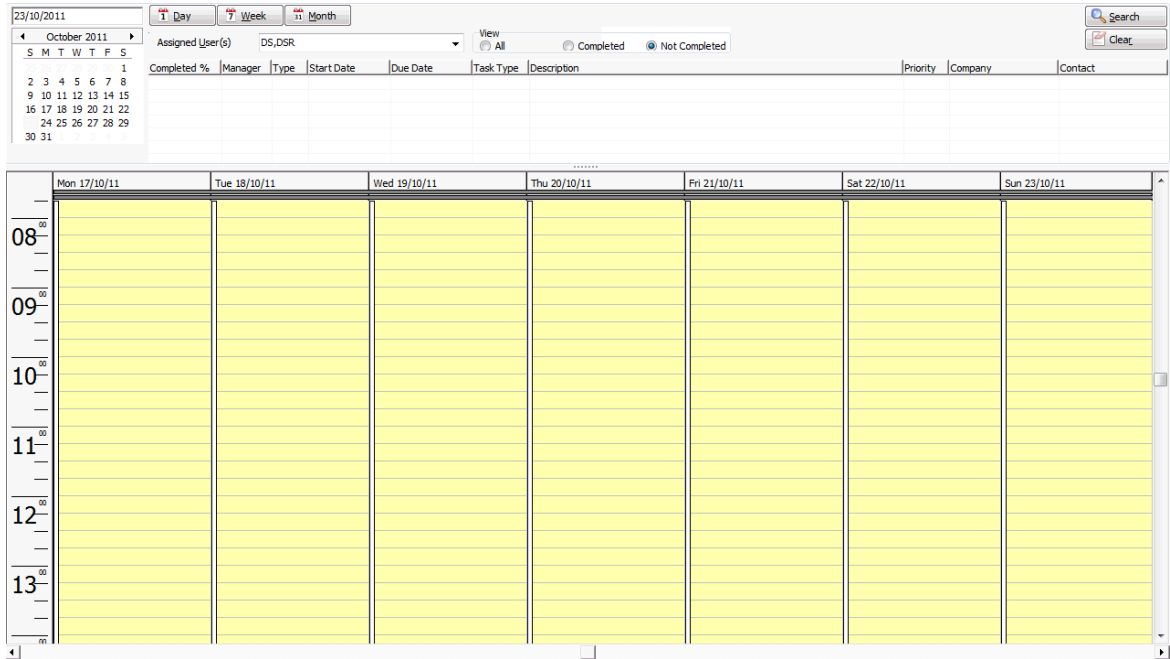 23/10/2011
1 Day
7 Week
31 Month
Search
October 2011
Assigned User(s)
DS,DSR
View
All
Completed
Not Completed
Clear
S M T W T F S
1
2 3 4 5 6 7 8
9 10 11 12 13 14 15
16 17 18 19 20 21 22
24 25 26 27 28 29
30 31
Completed % Manager Type Start Date Due Date Task Type Description Priority Company Contact
Mon 17/10/11 Tue 18/10/11 Wed 19/10/11 Thu 20/10/11 Fri 21/10/11 Sat 22/10/11 Sun 23/10/11
08 00
09 00
10 00
11 00
12 00
13 00
00